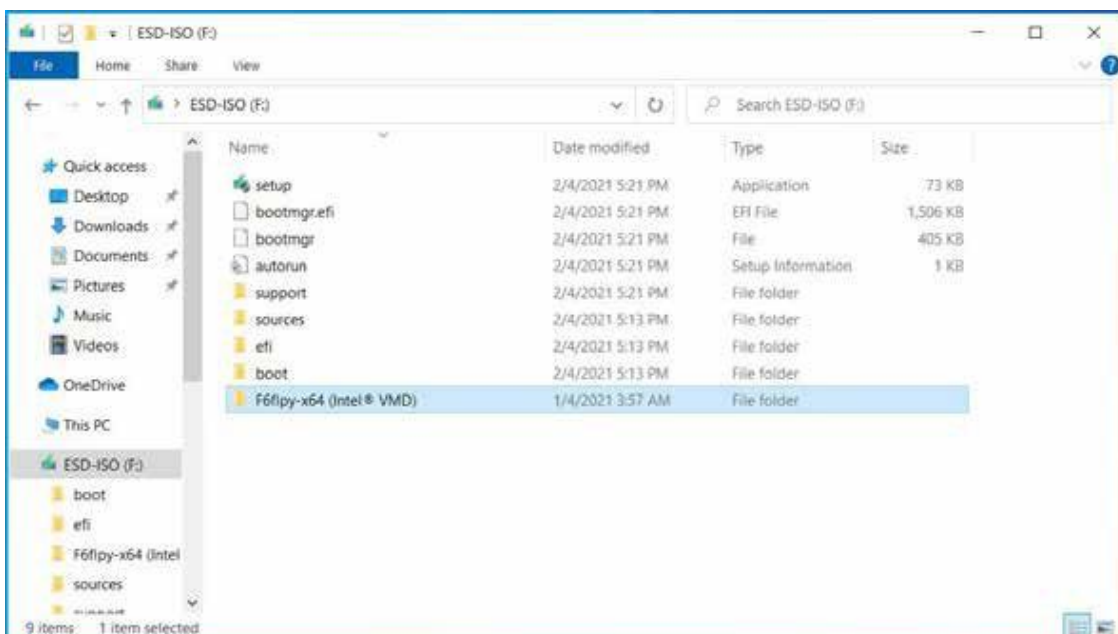 ESD-ISO (F:)
File Home Share View
ESD-ISO (F:) Search ESD-ISO (F:)
Name Date modified Type Size
Quick access
Desktop
Downloads
Documents
Pictures
Music
Videos
OneDrive
This PC
ESD-ISO (F:)
boot
efi
F6flpy-x64 (Intel
sources
support
setup 2/4/2021 5:21 PM Application 73 KB
bootmgr.efi 2/4/2021 5:21 PM EFI File 1,506 KB
bootmgr 2/4/2021 5:21 PM File 405 KB
autorun 2/4/2021 5:21 PM Setup Information 1 KB
support 2/4/2021 5:21 PM File folder
sources 2/4/2021 5:13 PM File folder
efi 2/4/2021 5:13 PM File folder
boot 2/4/2021 5:13 PM File folder
F6flpy-x64 (Intel® VMD) 1/4/2021 3:57 AM File folder
9 items 1 item selected